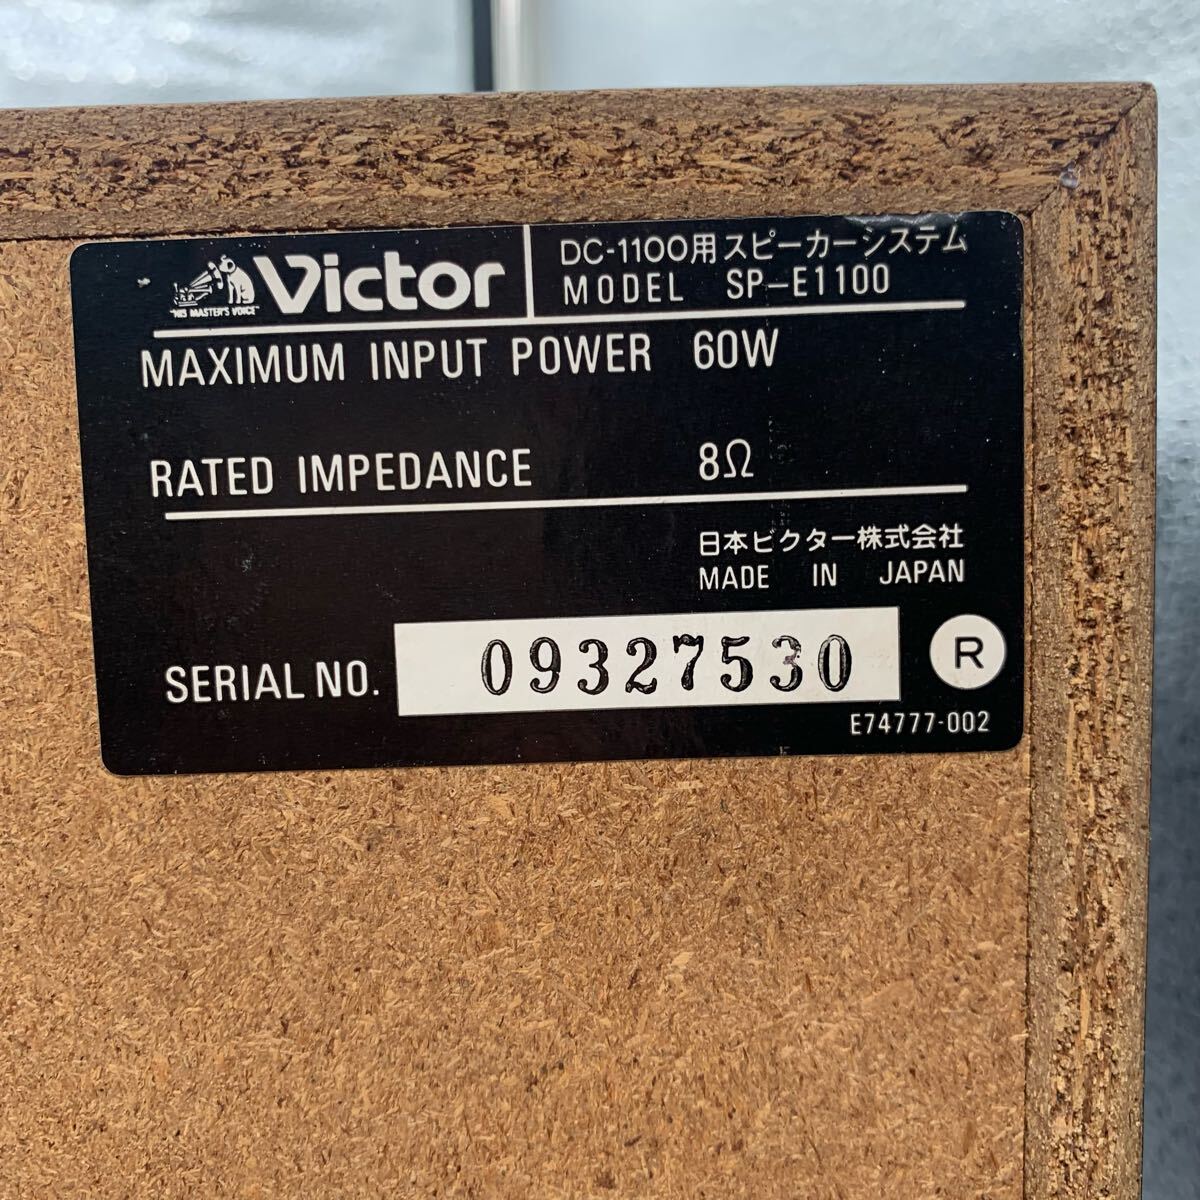 Victor
"HIS MASTER'S VOICE"
DC-1100用スピーカーシステム
MODEL SP-E1100
MAXIMUM INPUT POWER 60W
RATED IMPEDANCE 8Ω
日本ビクター株式会社
MADE IN JAPAN
SERIAL NO. 09327530 R
E74777-002